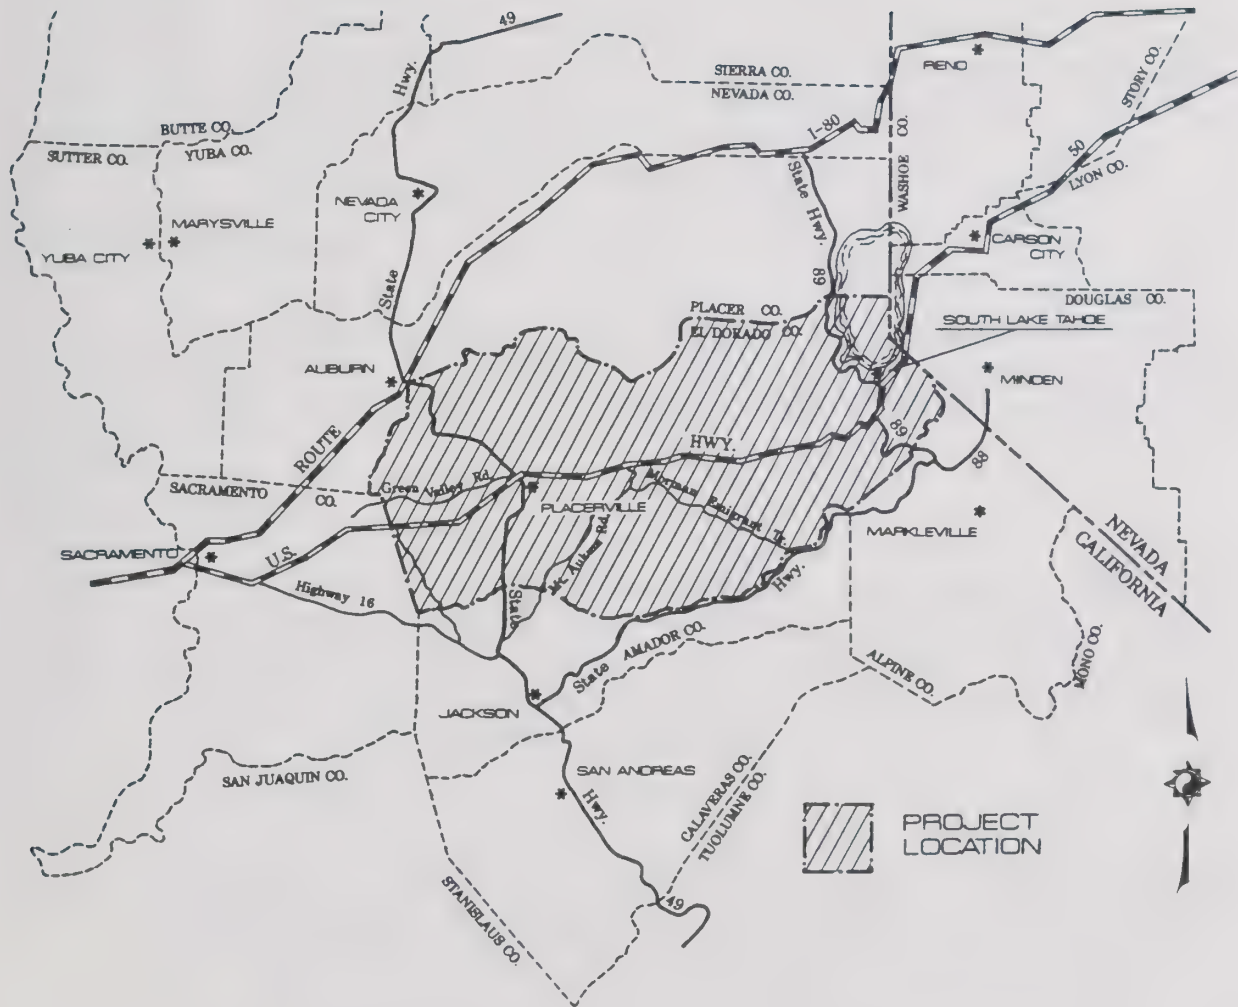 49
Hwy.
SIERRA CO.
NEVADA CO.
RENO
STORY CO.
BUTTE CO.
YUBA CO.
SUTTER CO.
I-80
WASHOE CO.
50
LYON CO.
NEVADA
CITY
MARYSVILLE
YUBA CITY
State Hwy.
89
CARSON
CITY
State
DOUGLAS CO.
PLACER CO.
EL DORADO CO.
SOUTH LAKE TAHOE
AUBURN
MINDEN
ROUTE
HWY.
89
88
SACRAMENTO
CO.
Green Valley Rd.
PLACERVILLE
Morman Emigrant Tr.
MARKLEVILLE
NEVADA
CALIFORNIA
SACRAMENTO
U.S.
Mt. Aukum Rd.
Highway 16
State
Hwy.
AMADOR CO.
State
ALPINE CO.
MONO CO.
JACKSON
SAN JUAQUIN CO.
SAN ANDREAS
Hwy.
CALAVERAS CO.
TUOLUMNE CO.
PROJECT
LOCATION
STANISLAUS CO.
49